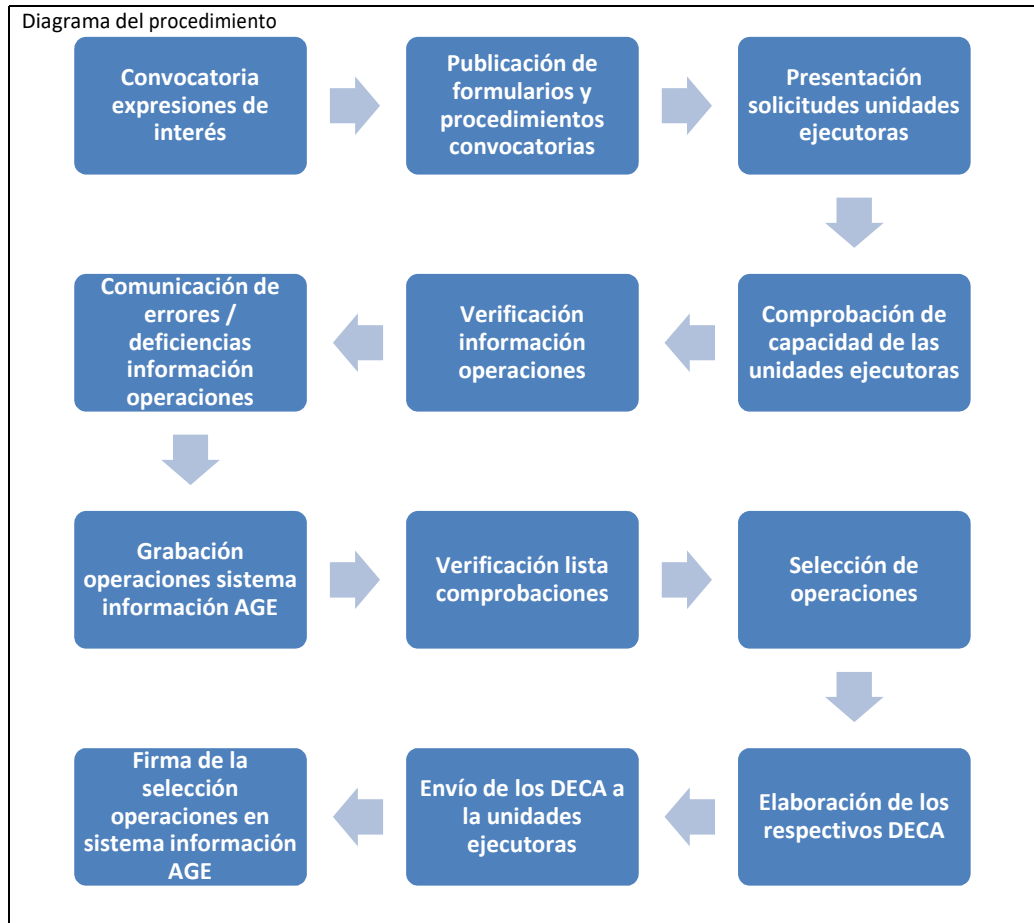 Diagrama del procedimiento
Convocatoria
expresiones de
interés
Publicación de
formularios y
procedimientos
convocatorias
Presentación
solicitudes unidades
ejecutoras
Comprobación de
capacidad de las
unidades ejecutoras
Verificación
información
operaciones
Comunicación de
errores /
deficiencias
información
operaciones
Grabación
operaciones sistema
información AGE
Verificación lista
comprobaciones
Selección de
operaciones
Elaboración de los
respectivos DECA
Envío de los DECA a
la unidades
ejecutoras
Firma de la
selección
operaciones en
sistema información
AGE